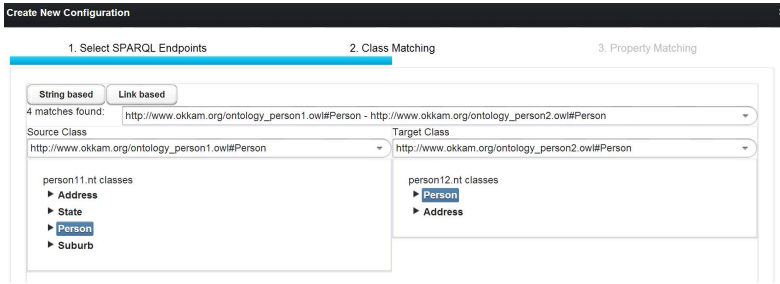 Create New Configuration
1. Select SPARQL Endpoints 2. Class Matching 3. Property Matching
String based Link based
4 matches found: http://www.okkam.org/ontology_person1.owl#Person - http://www.okkam.org/ontology_person2.owl#Person
Source Class Target Class
http://www.okkam.org/ontology_person1.owl#Person http://www.okkam.org/ontology_person2.owl#Person
person11.nt classes person12.nt classes
Address Person
State Address
Person
Suburb